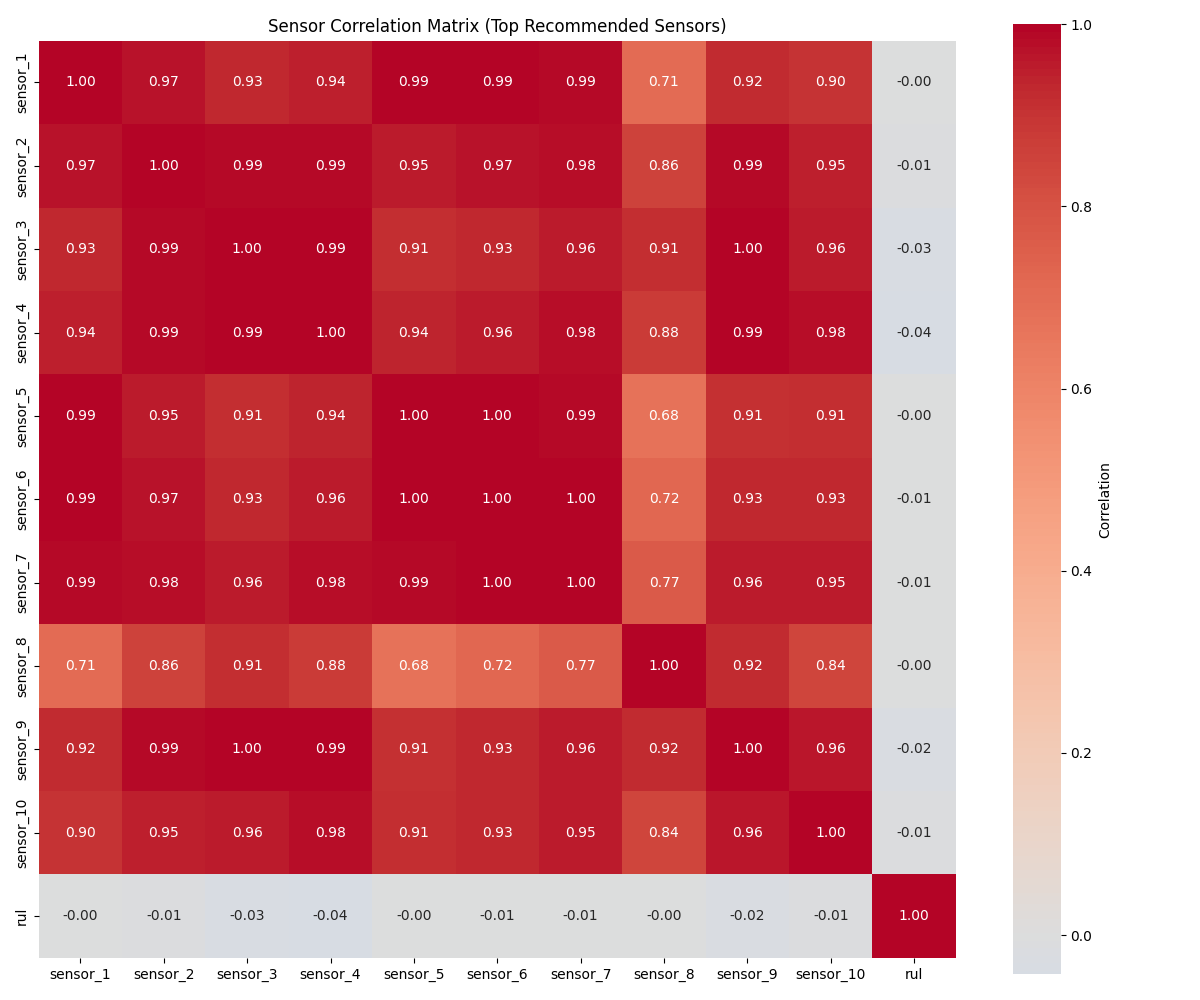 Sensor Correlation Matrix (Top Recommended Sensors)
sensor_1 1.00 0.97 0.93 0.94 0.99 0.99 0.99 0.71 0.92 0.90 -0.00
sensor_2 0.97 1.00 0.99 0.99 0.95 0.97 0.98 0.86 0.99 0.95 -0.01
sensor_3 0.93 0.99 1.00 0.99 0.91 0.93 0.96 0.91 1.00 0.96 -0.03
sensor_4 0.94 0.99 0.99 1.00 0.94 0.96 0.98 0.88 0.99 0.98 -0.04
sensor_5 0.99 0.95 0.91 0.94 1.00 1.00 0.99 0.68 0.91 0.91 -0.00
sensor_6 0.99 0.97 0.93 0.96 1.00 1.00 1.00 0.72 0.93 0.93 -0.01
sensor_7 0.99 0.98 0.96 0.98 0.99 1.00 1.00 0.77 0.96 0.95 -0.01
sensor_8 0.71 0.86 0.91 0.88 0.68 0.72 0.77 1.00 0.92 0.84 -0.00
sensor_9 0.92 0.99 1.00 0.99 0.91 0.93 0.96 0.92 1.00 0.96 -0.02
sensor_10 0.90 0.95 0.96 0.98 0.91 0.93 0.95 0.84 0.96 1.00 -0.01
rul -0.00 -0.01 -0.03 -0.04 -0.00 -0.01 -0.01 -0.00 -0.02 -0.01 1.00
sensor_1 sensor_2 sensor_3 sensor_4 sensor_5 sensor_6 sensor_7 sensor_8 sensor_9 sensor_10 rul
1.0
0.8
0.6
0.4
0.2
0.0
Correlation